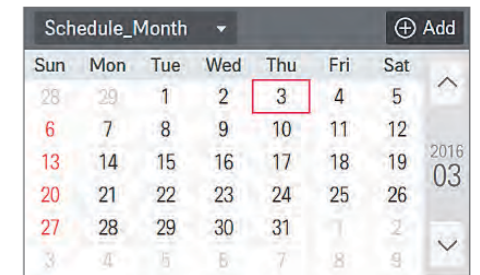 Schedule_Month Add
Sun Mon Tue Wed Thu Fri Sat
28 29 1 2 3 4 5
6 7 8 9 10 11 12
13 14 15 16 17 18 19
2016
03
20 21 22 23 24 25 26
27 28 29 30 31 1 2
3 4 5 6 7 8 9